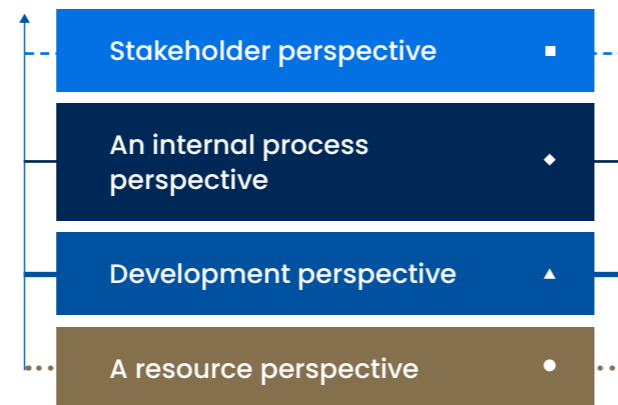 Stakeholder perspective
An internal process
perspective
Development perspective
A resource perspective